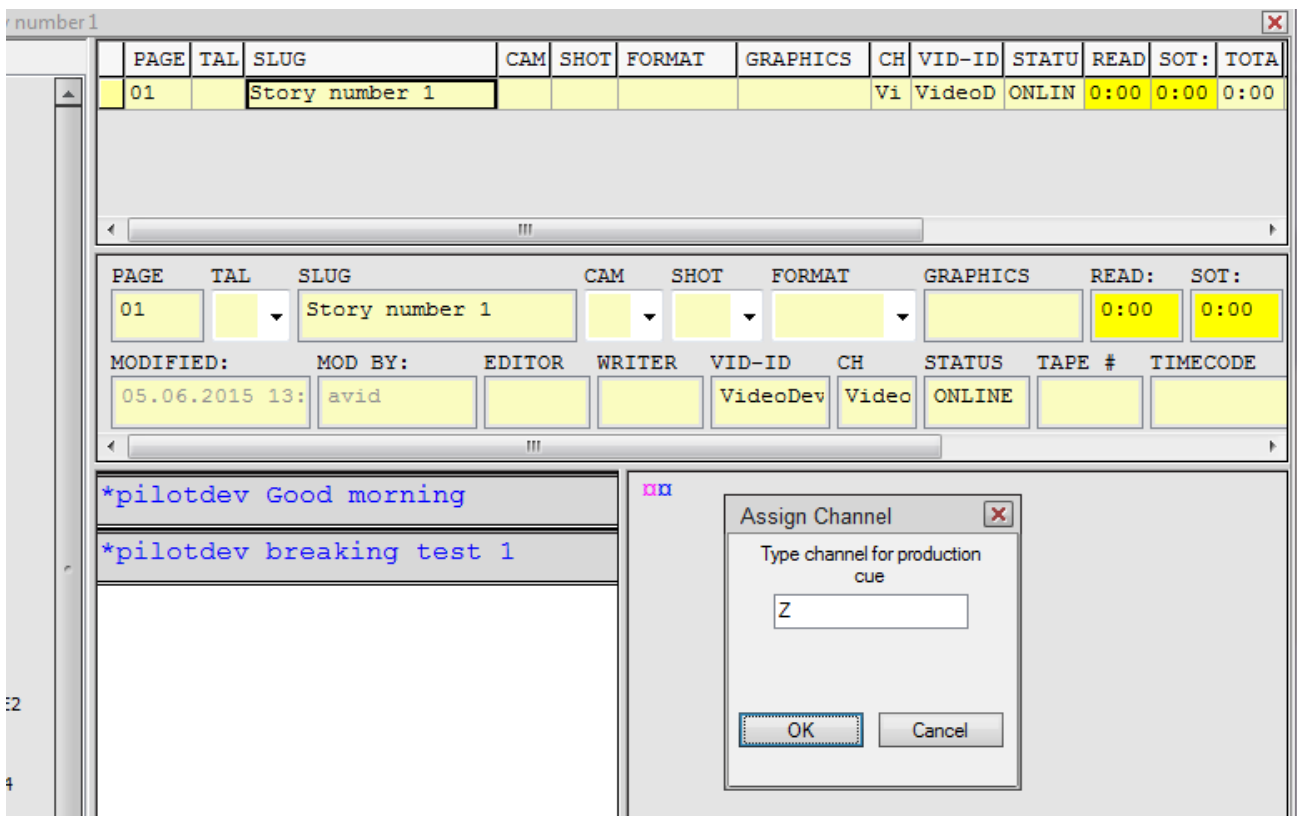 number 1
PAGE TAL SLUG CAM SHOT FORMAT GRAPHICS CH VID-ID STATU READ SOT: TOTA
01 Story number 1 Vi VideoD ONLIN 0:00 0:00 0:00
PAGE TAL SLUG CAM SHOT FORMAT GRAPHICS READ: SOT:
01 Story number 1 0:00 0:00
MODIFIED: MOD BY: EDITOR WRITER VID-ID CH STATUS TAPE # TIMECODE
05.06.2015 13: avid VideoDev Video ONLINE
*pilotdev Good morning
¤¤
*pilotdev breaking test 1
Assign Channel
Type channel for production
cue
Z
OK Cancel
E2
4